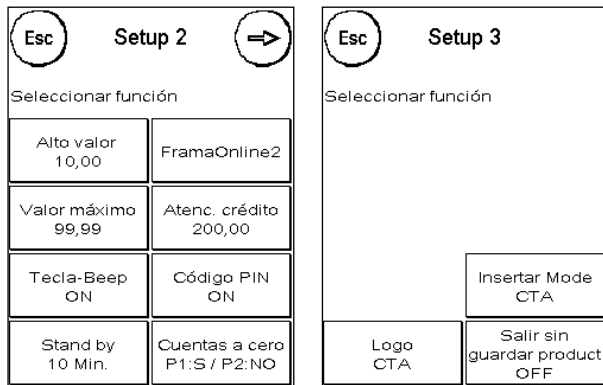 Esc
Setup 2
Seleccionar función
Alto valor
10,00
FramaOnline2
Valor máximo
99,99
Atenc. crédito
200,00
Tecla-Beep
ON
Código PIN
ON
Stand by
10 Min.
Cuentas a cero
P1:S / P2:NO
Esc
Setup 3
Seleccionar función
Insertar Mode
CTA
Logo
CTA
Salir sin
guardar product
OFF